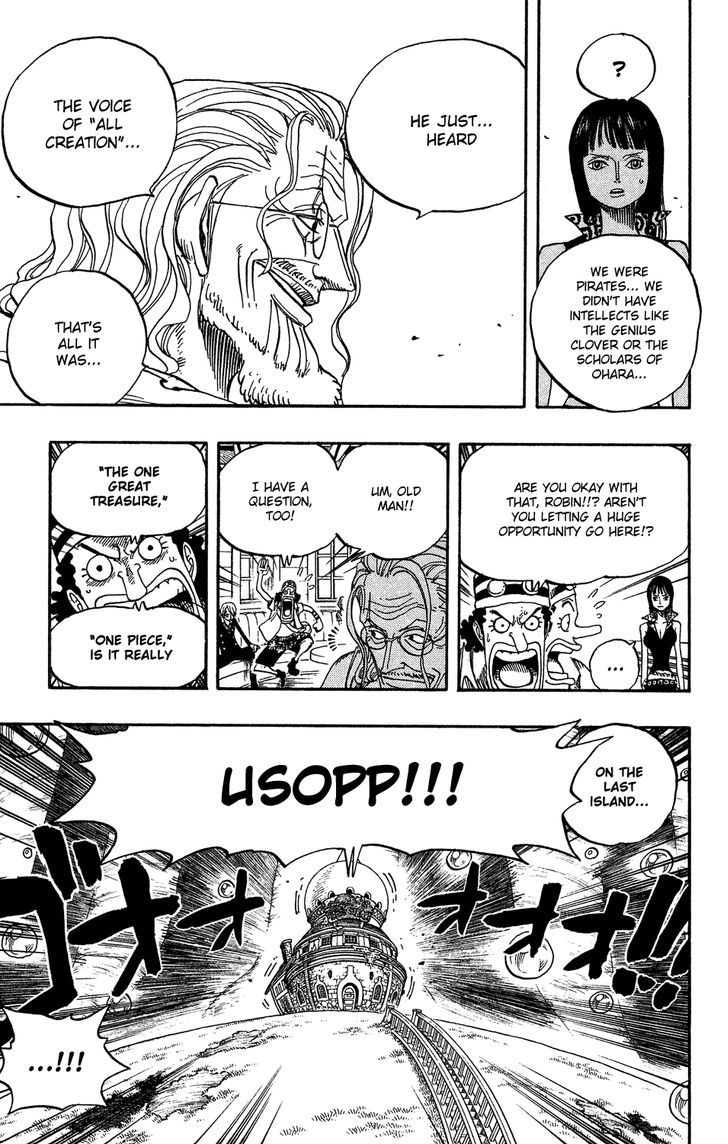 ?
WE WERE
PIRATES... WE
DIDN'T HAVE
INTELLECTS LIKE
THE GENIUS
CLOVER OR THE
SCHOLARS OF
OHARA...
HE JUST...
HEARD
THE VOICE
OF "ALL
CREATION"...
THAT'S
ALL IT
WAS...
ARE YOU OKAY WITH
THAT, ROBIN!!? AREN'T
YOU LETTING A HUGE
OPPORTUNITY GO HERE!?
...
UM, OLD
MAN!!
I HAVE A
QUESTION,
TOO!
"THE ONE
GREAT
TREASURE,"
"ONE PIECE,"
IS IT REALLY
ON THE
LAST
ISLAND...
USOPP!!!
ゴオオオオ!!!
...!!!